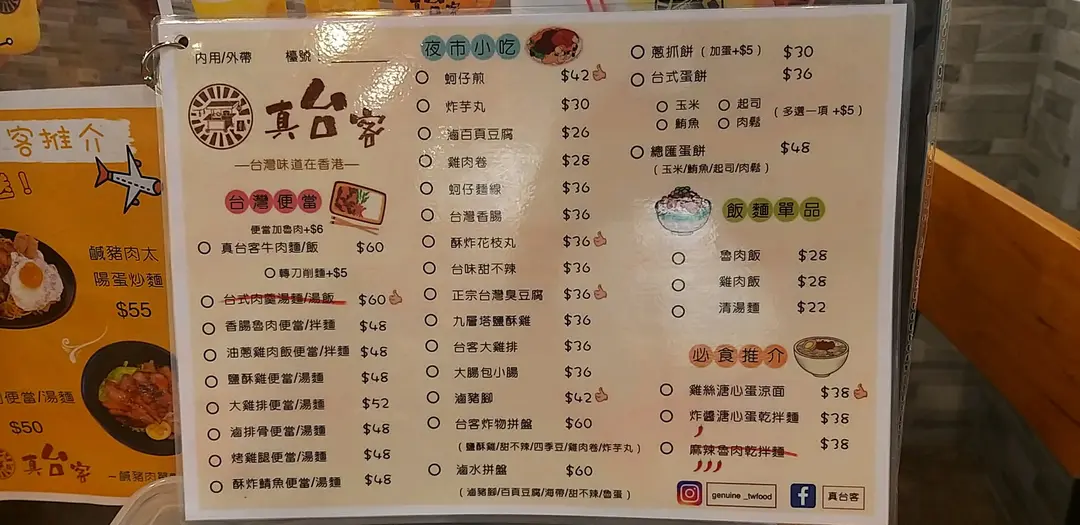 內用/外帶 檯號
真台客
—台灣味道在香港—
台灣便當
便當加魯肉+$6
真台客牛肉麵/飯 $60
轉刀削麵+$5
台式肉羹湯麵/湯飯 $60
香腸魯肉便當/拌麵 $48
油蔥雞肉飯便當/拌麵 $48
鹽酥雞便當/湯麵 $48
大雞排便當/湯麵 $52
滷排骨便當/湯麵 $48
烤雞腿便當/湯麵 $48
酥炸鯖魚便當/湯麵 $48
夜市小吃
蚵仔煎 $42
炸芋丸 $30
滷百頁豆腐 $26
雞肉卷 $28
蚵仔麵線 $36
台灣香腸 $36
酥炸花枝丸 $36
台味甜不辣 $36
正宗台灣臭豆腐 $36
九層塔鹽酥雞 $36
台客大雞排 $36
大腸包小腸 $36
滷豬腳 $42
台客炸物拼盤 $60
(鹽酥雞/甜不辣/四季豆/雞肉卷/炸芋丸)
滷水拼盤 $60
(滷豬腳/百頁豆腐/海帶/甜不辣/魯蛋)
蔥抓餅 (加蛋+$5) $30
台式蛋餅 $36
玉米 起司 (多選一項 +$5)
鮪魚 肉鬆
總匯蛋餅 $48
(玉米/鮪魚/起司/肉鬆)
飯麵單品
魯肉飯 $28
雞肉飯 $28
清湯麵 $22
必食推介
雞絲溏心蛋涼面 $38
炸醬溏心蛋乾拌麵 $38
麻辣魯肉乾拌麵 $38
genuine _twfood
真台客
客推介
鹹豬肉太
陽蛋炒麵
$55
便當/湯麵
$50
真台客